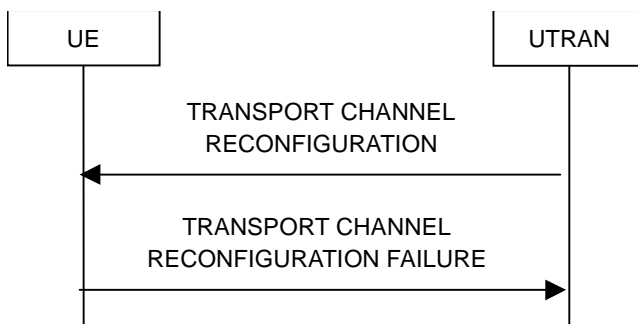 UE
UTRAN
TRANSPORT CHANNEL
RECONFIGURATION
TRANSPORT CHANNEL
RECONFIGURATION FAILURE